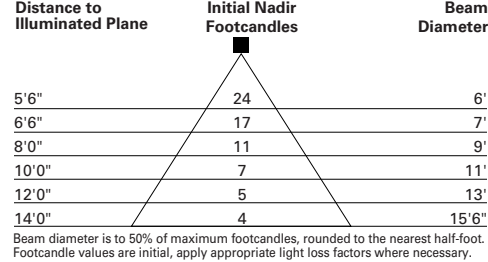 Distance to Initial Nadir Beam
Illuminated Plane Footcandles Diameter
5'6" 24 6'
6'6" 17 7'
8'0" 11 9'
10'0" 7 11'
12'0" 5 13'
14'0" 4 15'6"
Beam diameter is to 50% of maximum footcandles, rounded to the nearest half-foot.
Footcandle values are initial, apply appropriate light loss factors where necessary.